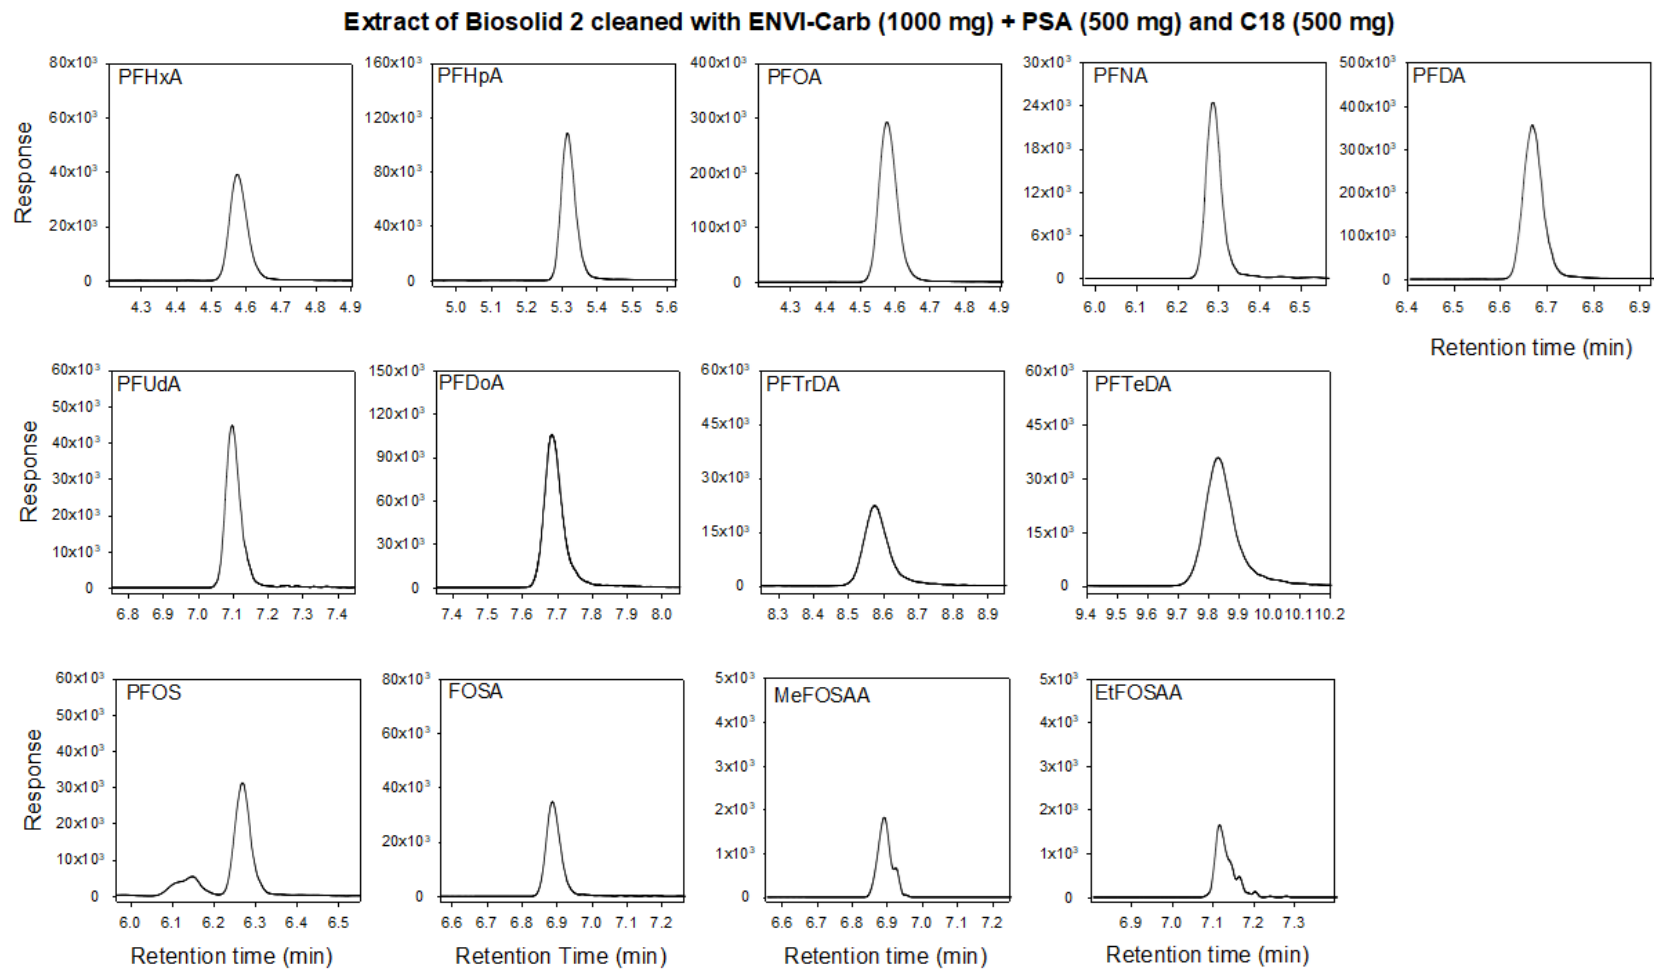 Extract of Biosolid 2 cleaned with ENVI-Carb (1000 mg) + PSA (500 mg) and C18 (500 mg)
Response
PFHxA
80x10³
60x10³
40x10³
20x10³
0
4.3 4.4 4.5 4.6 4.7 4.8 4.9
PFHpA
160x10³
120x10³
80x10³
40x10³
0
5.0 5.1 5.2 5.3 5.4 5.5 5.6
PFOA
400x10³
300x10³
200x10³
100x10³
0
4.3 4.4 4.5 4.6 4.7 4.8 4.9
PFNA
30x10³
24x10³
18x10³
12x10³
6x10³
0
6.0 6.1 6.2 6.3 6.4 6.5
PFDA
500x10³
400x10³
300x10³
200x10³
100x10³
0
6.4 6.5 6.6 6.7 6.8 6.9
Retention time (min)
Response
PFUdA
60x10³
50x10³
40x10³
30x10³
20x10³
10x10³
0
6.8 6.9 7.0 7.1 7.2 7.3 7.4
PFDoA
150x10³
120x10³
90x10³
60x10³
30x10³
0
7.4 7.5 7.6 7.7 7.8 7.9 8.0
PFTrDA
60x10³
45x10³
30x10³
15x10³
0
8.3 8.4 8.5 8.6 8.7 8.8 8.9
PFTeDA
60x10³
45x10³
30x10³
15x10³
0
9.4 9.5 9.6 9.7 9.8 9.9 10.0 10.1 10.2
Response
PFOS
60x10³
50x10³
40x10³
30x10³
20x10³
10x10³
0
6.0 6.1 6.2 6.3 6.4 6.5
Retention time (min)
FOSA
80x10³
60x10³
40x10³
20x10³
0
6.6 6.7 6.8 6.9 7.0 7.1 7.2
Retention Time (min)
MeFOSAA
5x10³
4x10³
3x10³
2x10³
1x10³
0
6.6 6.7 6.8 6.9 7.0 7.1 7.2
Retention time (min)
EtFOSAA
5x10³
4x10³
3x10³
2x10³
1x10³
0
6.9 7.0 7.1 7.2 7.3
Retention time (min)